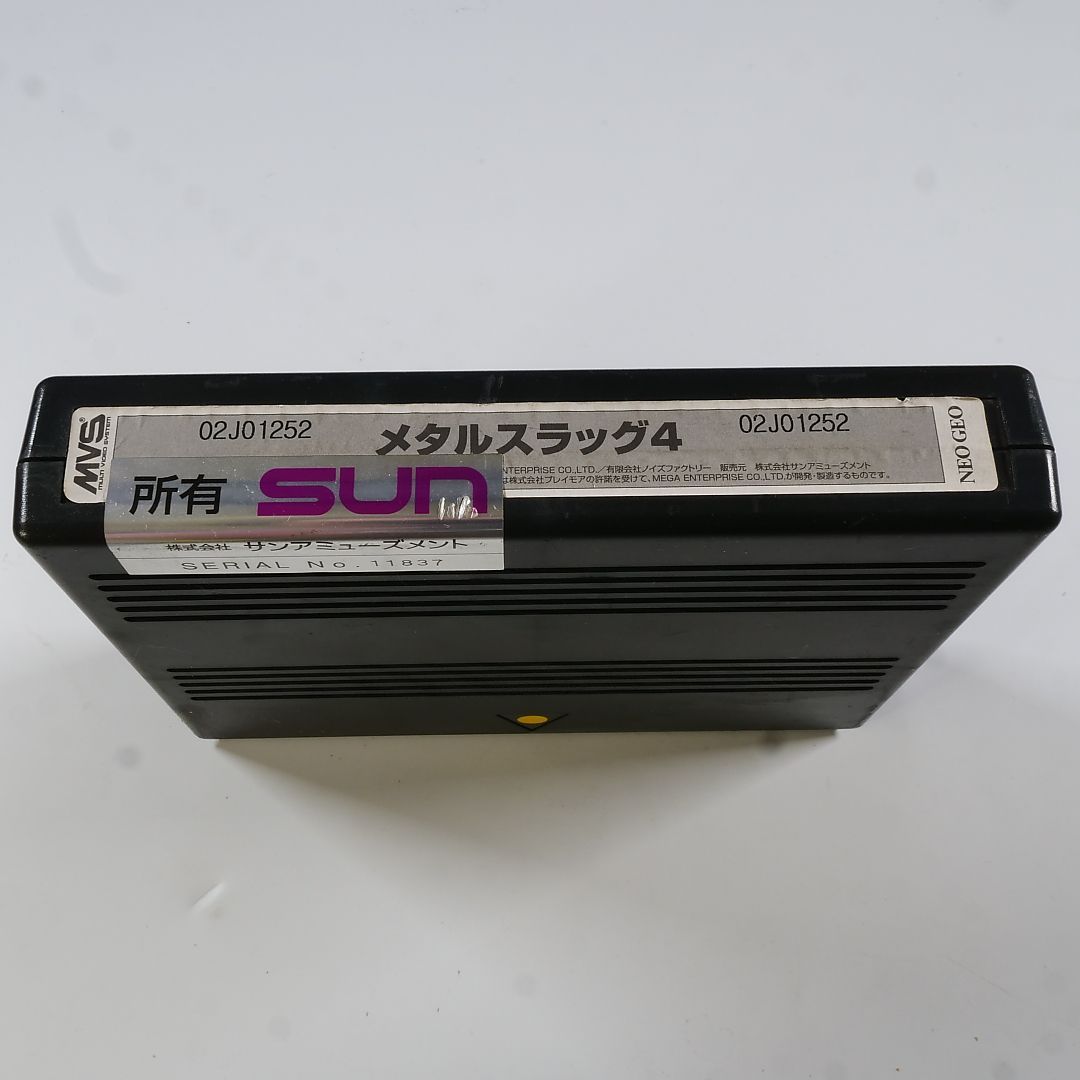 MVS
MULTI VIDEO SYSTEM
02J01252
メタルスラッグ4
02J01252
NEO GEO
ENTERPRISE CO.,LTD./有限会社ノイズファクトリー 販売元 株式会社サンアミューズメント
は株式会社プレイモアの許諾を受けて、MEGA ENTERPRISE CO.,LTD.が開発・製造するものです。
所有 SUN
株式会社 サンアミューズメント
SERIAL No.11837